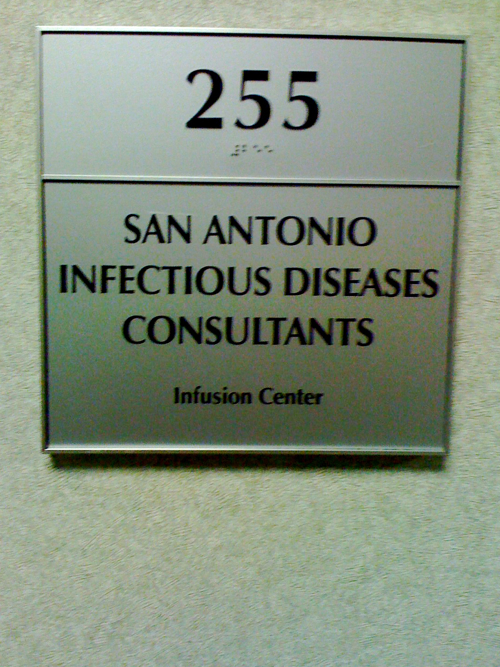 255
SAN ANTONIO
INFECTIOUS DISEASES
CONSULTANTS
Infusion Center